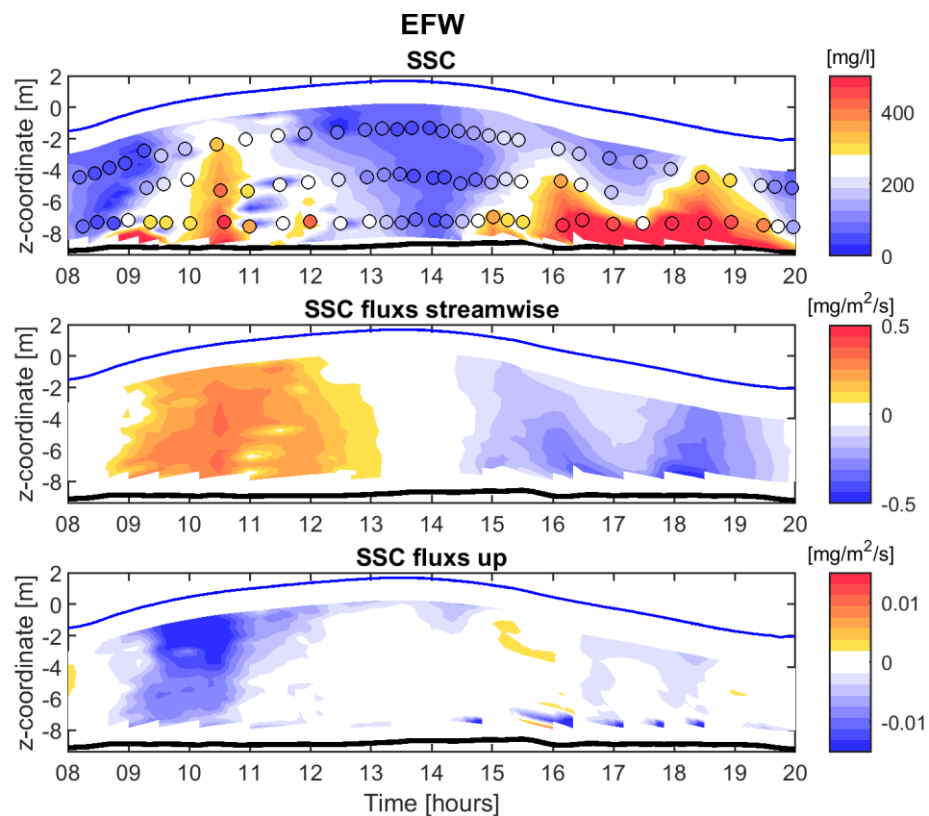 EFW
SSC
[mg/l]
z-coordinate [m]
2
0
-2
-4
-6
-8
08 09 10 11 12 13 14 15 16 17 18 19 20
400
200
0
SSC fluxs streamwise
[mg/m²/s]
z-coordinate [m]
2
0
-2
-4
-6
-8
08 09 10 11 12 13 14 15 16 17 18 19 20
0.5
0
-0.5
SSC fluxs up
[mg/m²/s]
z-coordinate [m]
2
0
-2
-4
-6
-8
08 09 10 11 12 13 14 15 16 17 18 19 20
Time [hours]
0.01
0
-0.01